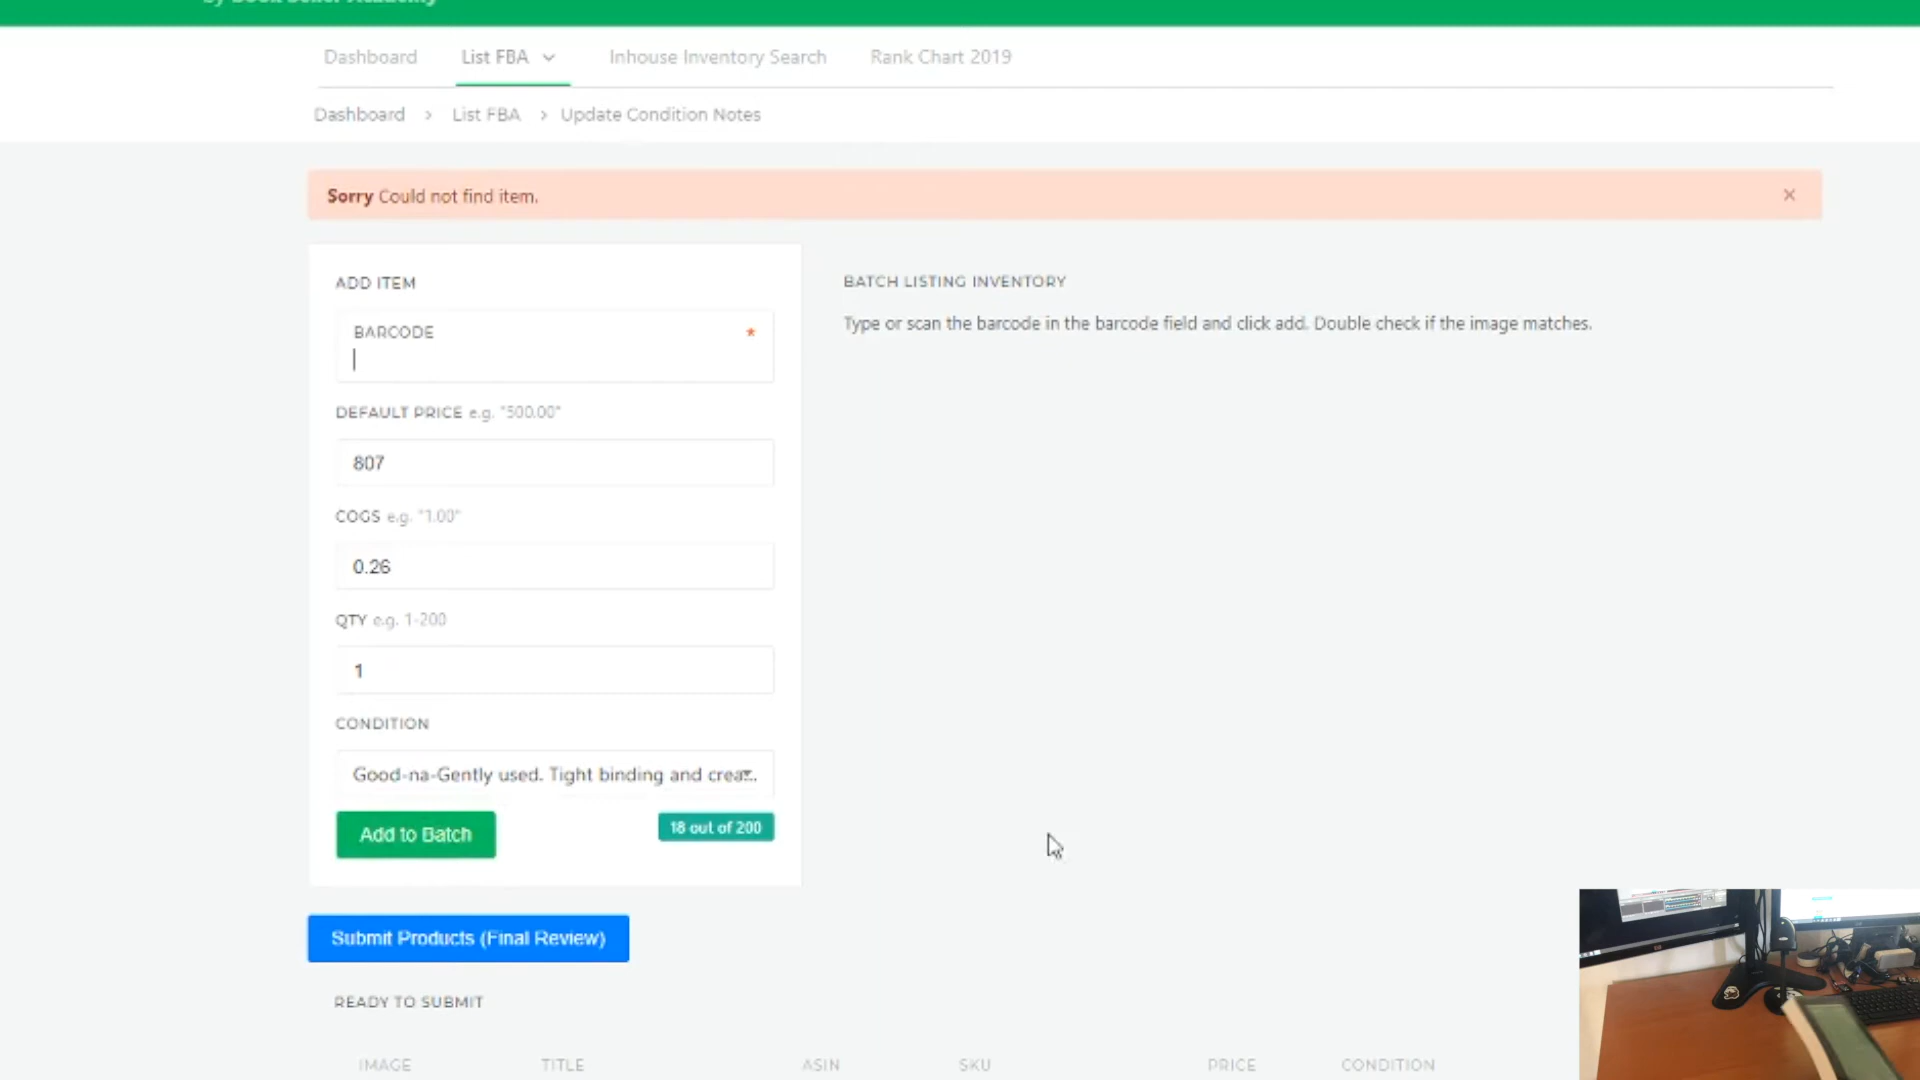 by Book Seller Academy
Dashboard List FBA Inhouse Inventory Search Rank Chart 2019
Dashboard > List FBA > Update Condition Notes
Sorry Could not find item. ×
ADD ITEM
BARCODE *
DEFAULT PRICE e.g. "500.00"
807
COGS e.g. "1.00"
0.26
QTY e.g. 1-200
1
CONDITION
Good-na-Gently used. Tight binding and crea...
Add to Batch
18 out of 200
BATCH LISTING INVENTORY
Type or scan the barcode in the barcode field and click add. Double check if the image matches.
Submit Products (Final Review)
READY TO SUBMIT
IMAGE TITLE ASIN SKU PRICE CONDITION